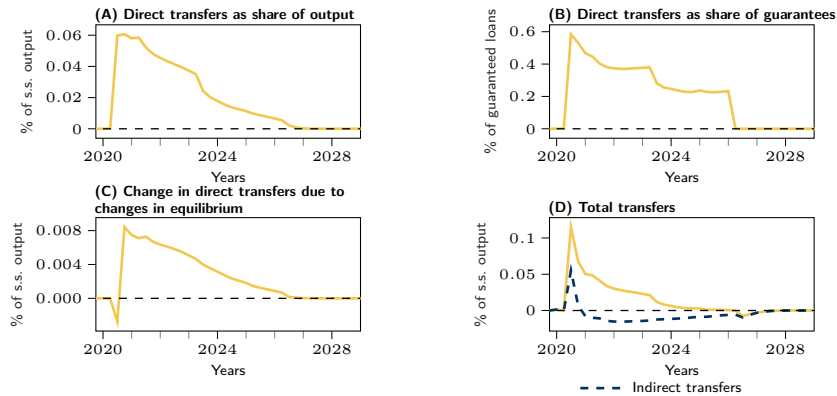 (A) Direct transfers as share of output
% of s.s. output
0.06
0.04
0.02
0
2020
2024
2028
Years
(B) Direct transfers as share of guarantees
% of guaranteed loans
0.6
0.4
0.2
0
2020
2024
2028
Years
(C) Change in direct transfers due to
changes in equilibrium
% of s.s. output
0.008
0.004
0.000
2020
2024
2028
Years
(D) Total transfers
% of s.s. output
0.1
0.05
0
2020
2024
2028
Years
Indirect transfers